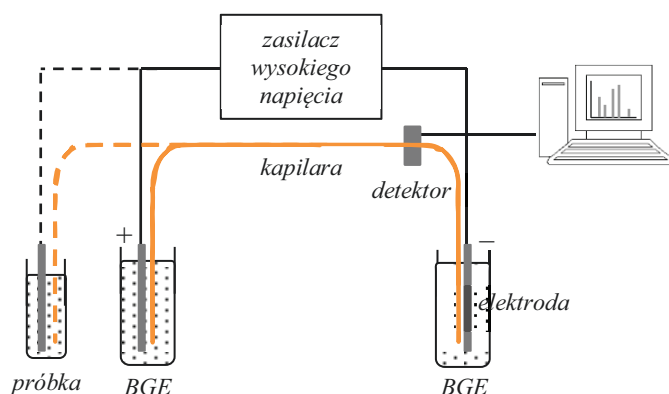 zasilacz
wysokiego
napięcia
kapilara
detektor
+
−
elektroda
próbka
BGE
BGE